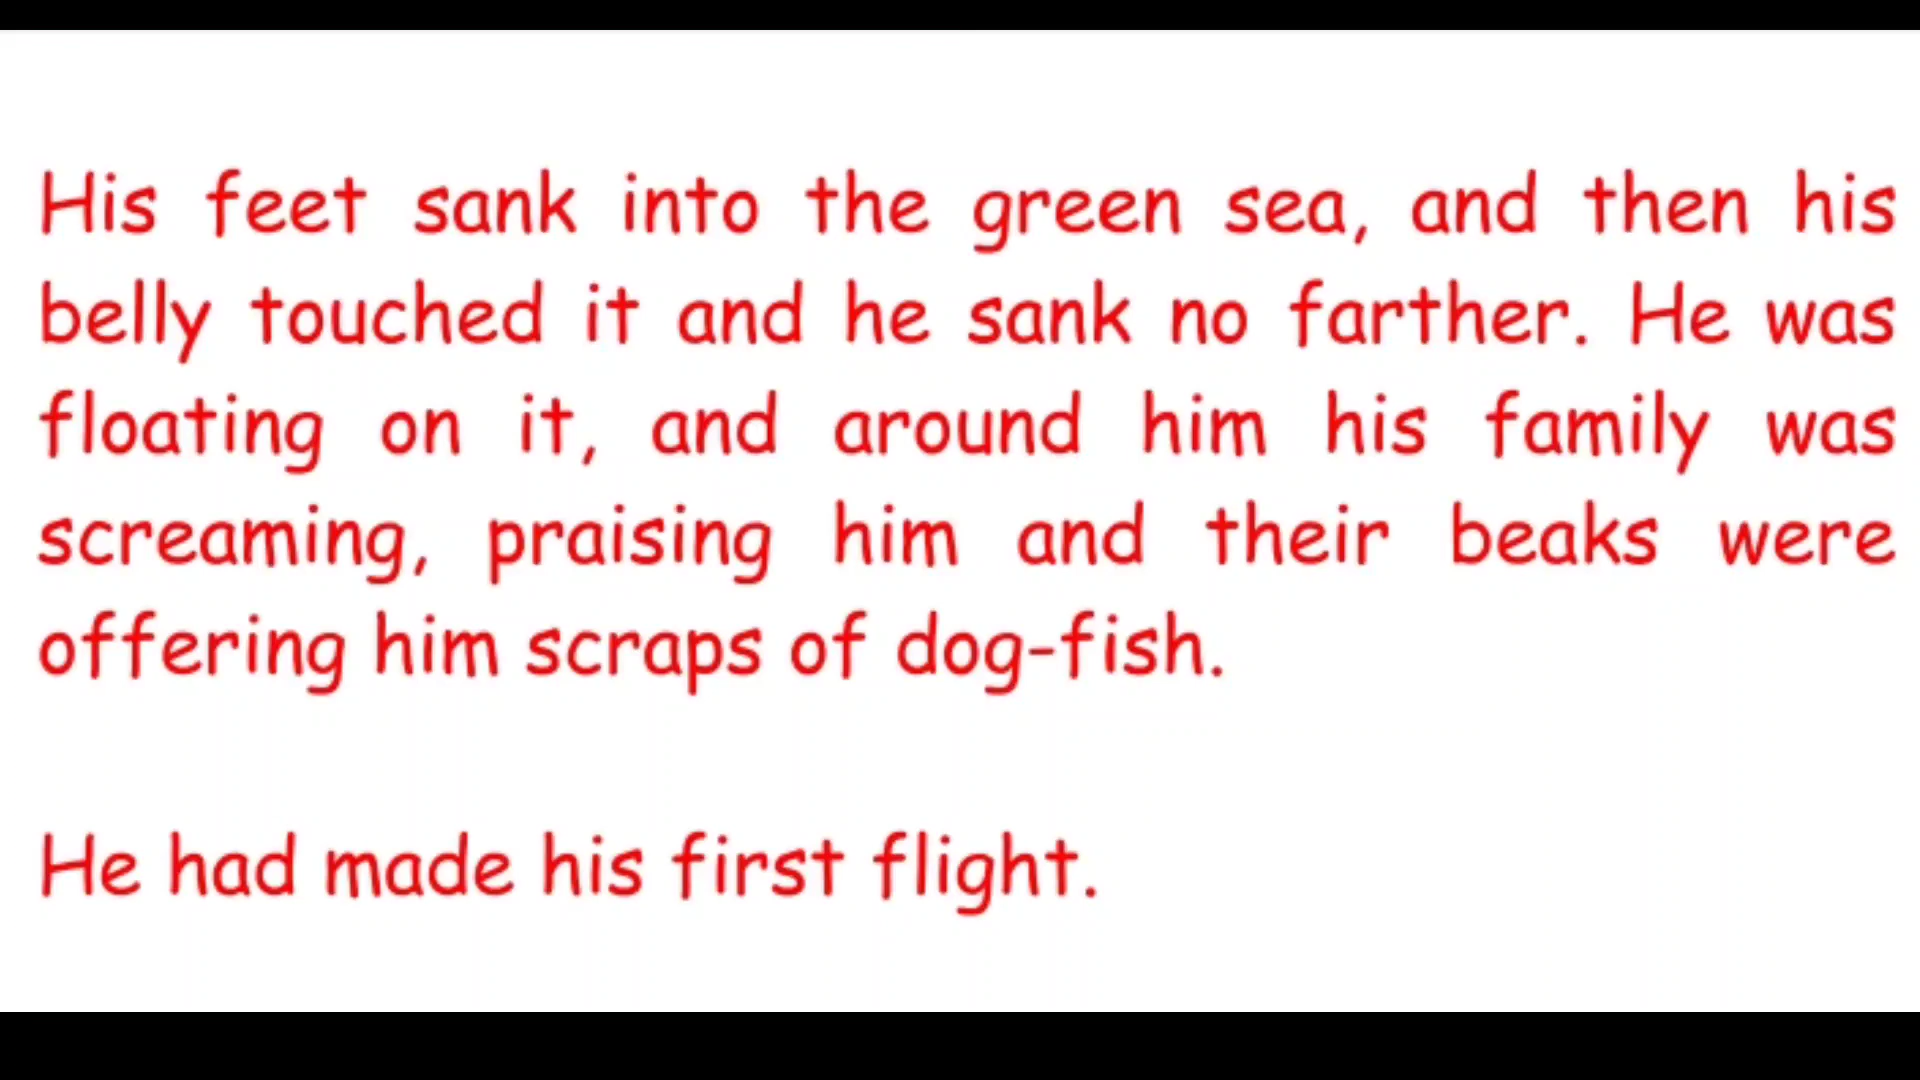 His feet sank into the green sea, and then his
belly touched it and he sank no farther. He was
floating on it, and around him his family was
screaming, praising him and their beaks were
offering him scraps of dog-fish.
He had made his first flight.